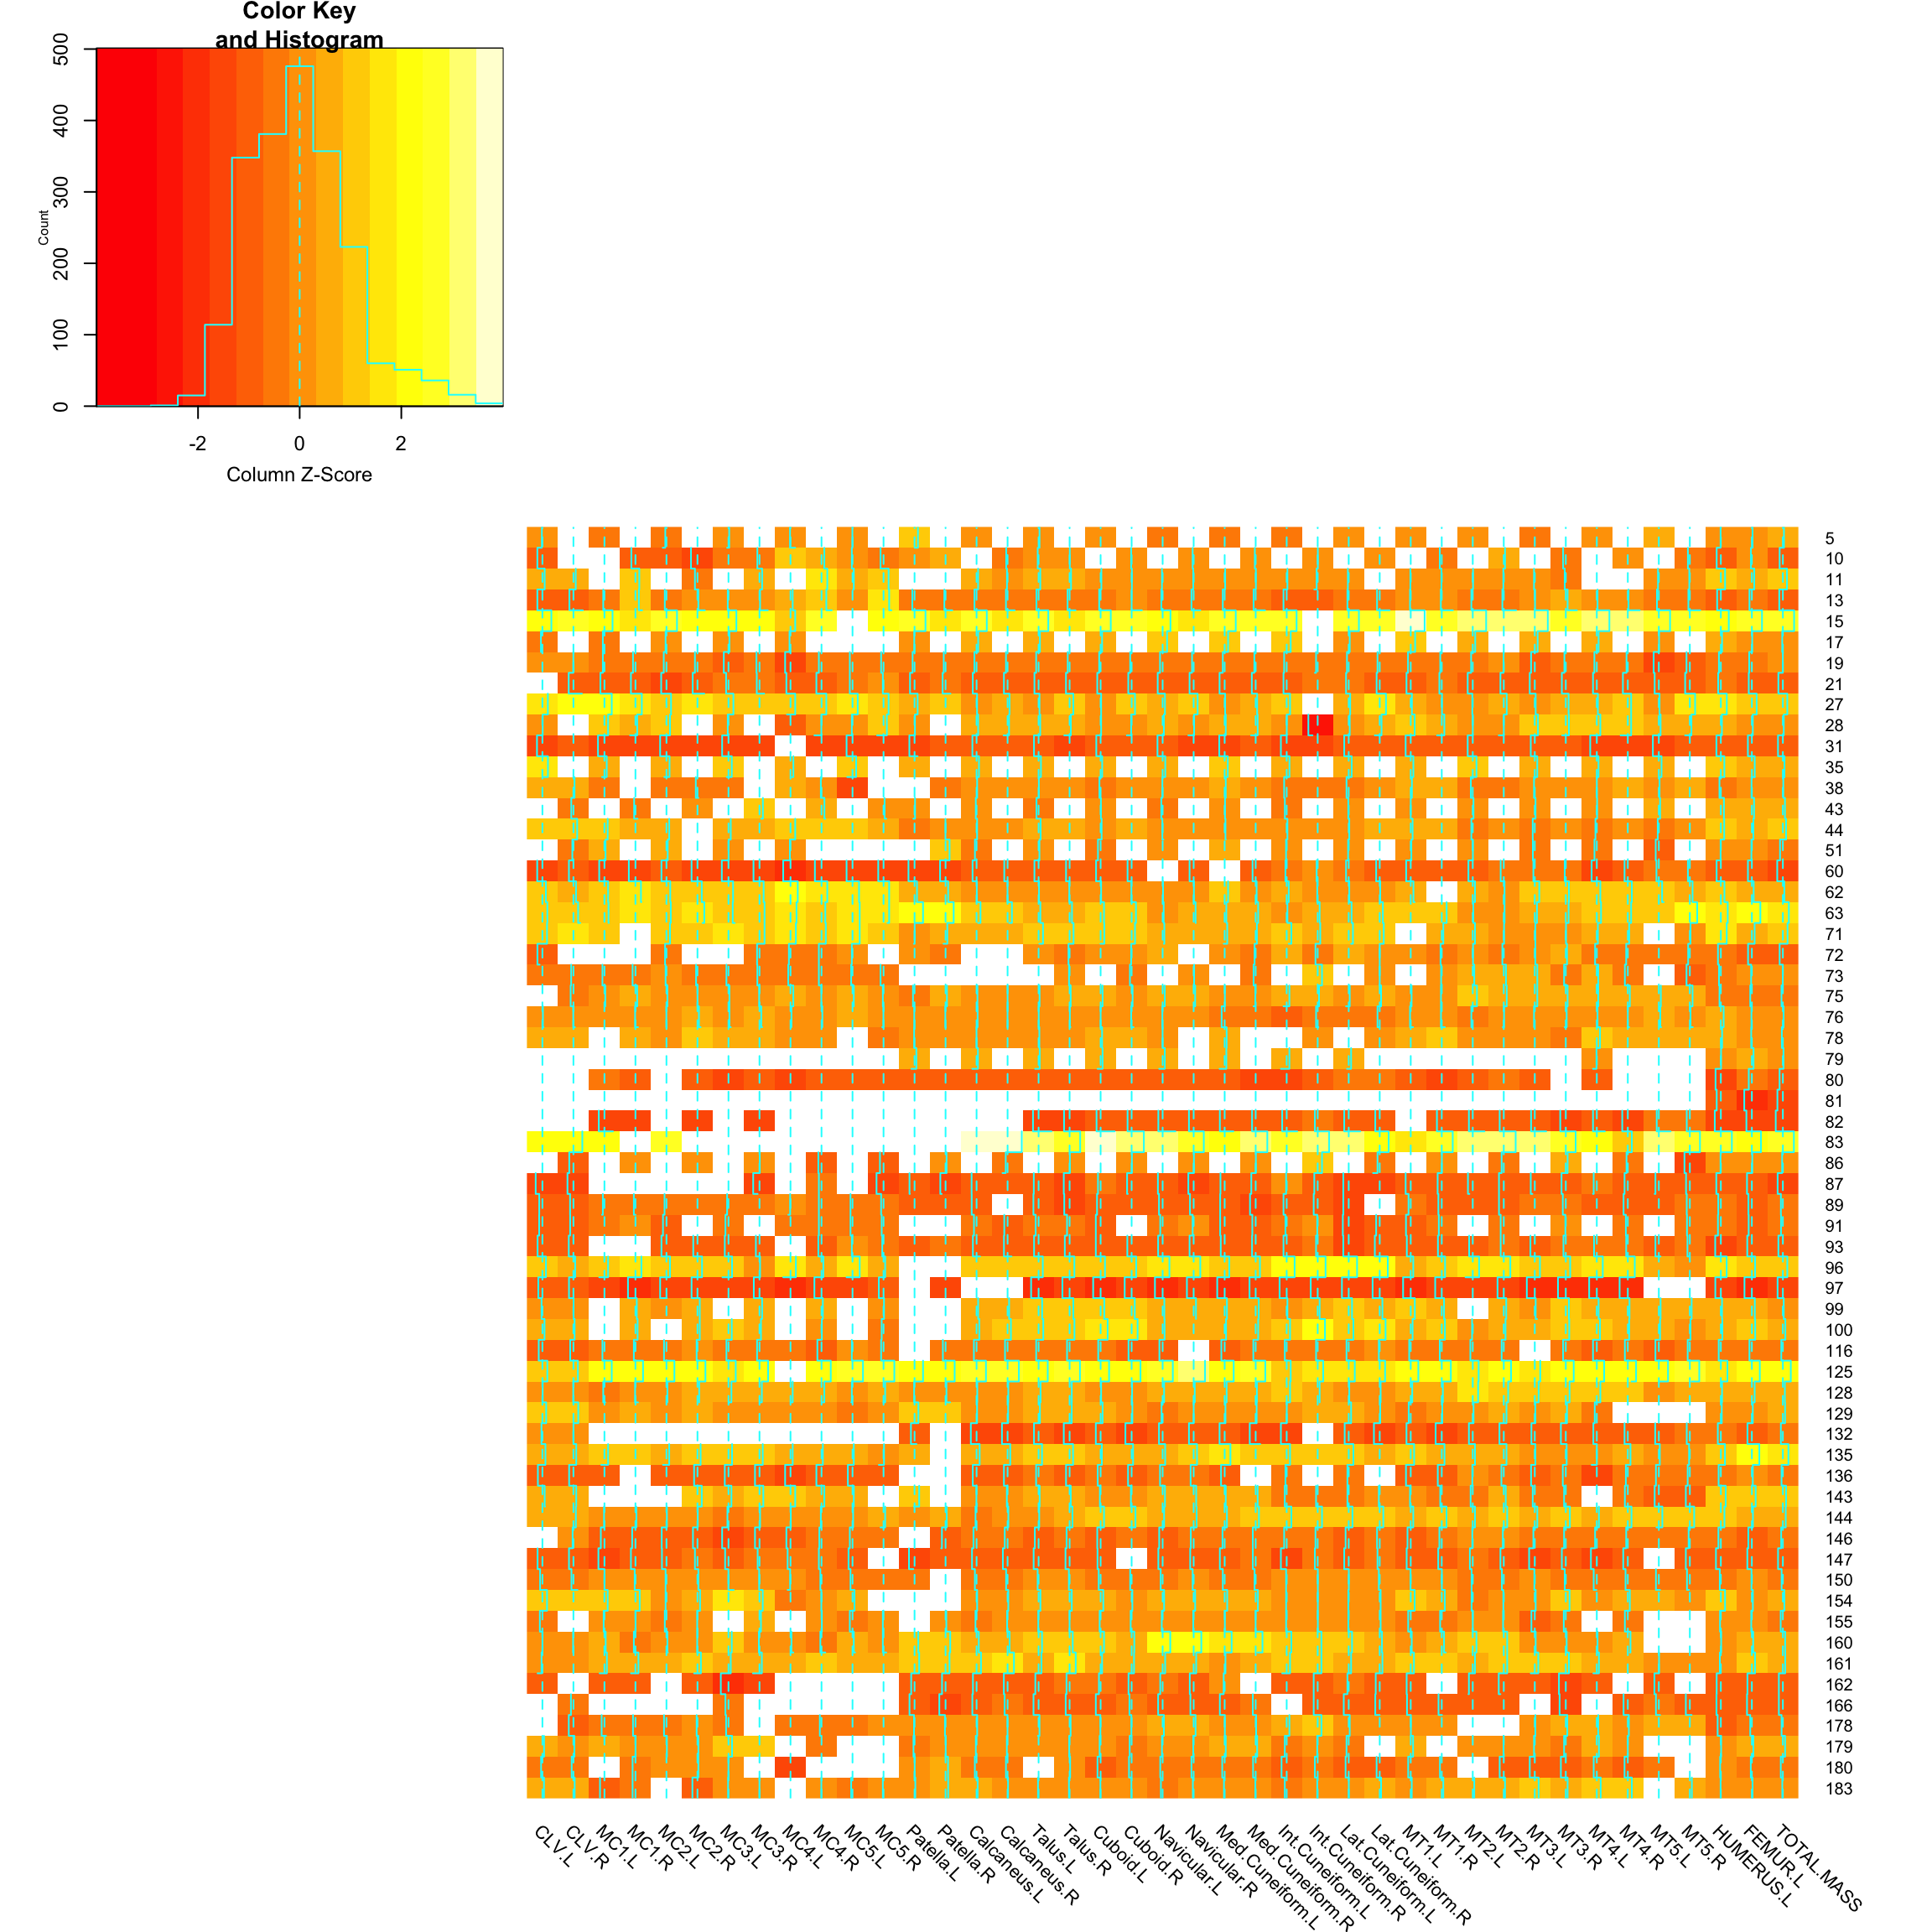 Color Key
and Histogram
500
400
300
200
100
0
Count
-2 0 2
Column Z-Score
5
10
11
13
15
17
19
21
27
28
31
35
38
43
44
51
60
62
63
71
72
73
75
76
78
79
80
81
82
83
86
87
89
91
93
96
97
99
100
116
125
128
129
132
135
136
143
144
146
147
150
154
155
160
161
162
166
178
179
180
183
CLV.L
CLV.R
MC1.L
MC1.R
MC2.L
MC2.R
MC3.L
MC3.R
MC4.L
MC4.R
MC5.L
MC5.R
Patella.L
Patella.R
Calcaneus.L
Calcaneus.R
Talus.L
Talus.R
Cuboid.L
Cuboid.R
Navicular.L
Navicular.R
Med.Cuneiform.L
Med.Cuneiform.R
Int.Cuneiform.L
Int.Cuneiform.R
Lat.Cuneiform.L
Lat.Cuneiform.R
MT1.L
MT1.R
MT2.L
MT2.R
MT3.L
MT3.R
MT4.L
MT4.R
MT5.L
MT5.R
HUMERUS.L
FEMUR.L
TOTAL.MASS